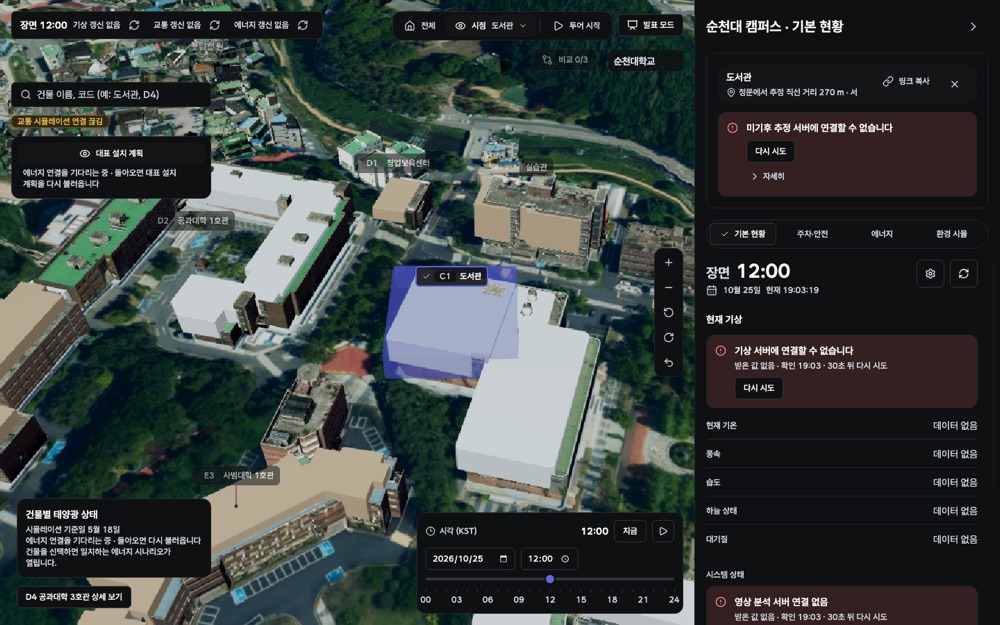 장면 12:00 기상 갱신 없음 교통 갱신 없음 에너지 갱신 없음
전체 시점 도서관 투어 시작 발표 모드
비교 0/3 순천대학교
건물 이름, 코드 (예: 도서관, D4)
교통 시뮬레이션 연결 끊김
대표 설치 계획
에너지 연결을 기다리는 중 · 돌아오면 대표 설치
계획을 다시 불러옵니다
D1 창업보육센터
실습관
D2 공과대학 1호관
C1 도서관
E3 사범대학 1호관
건물별 태양광 상태
시뮬레이션 기준일 5월 18일
에너지 연결을 기다리는 중 · 돌아오면 다시 불러옵니다
건물을 선택하면 일치하는 에너지 시나리오가
열립니다.
D4 공과대학 3호관 상세 보기
시각 (KST) 12:00 지금
2026/10/25 12:00
00 03 06 09 12 15 18 21 24
순천대 캠퍼스 · 기본 현황
도서관
정문에서 추정 직선 거리 270 m · 서
링크 복사
미기후 추정 서버에 연결할 수 없습니다
다시 시도
자세히
기본 현황 주차·안전 에너지 환경 시뮬
장면 12:00
10월 25일 현재 19:03:19
현재 기상
기상 서버에 연결할 수 없습니다
받은 값 없음 · 확인 19:03 · 30초 뒤 다시 시도
다시 시도
현재 기온 데이터 없음
풍속 데이터 없음
습도 데이터 없음
하늘 상태 데이터 없음
대기질 데이터 없음
시스템 상태
영상 분석 서버 연결 없음
받은 값 없음 · 확인 19:03 · 30초 뒤 다시 시도